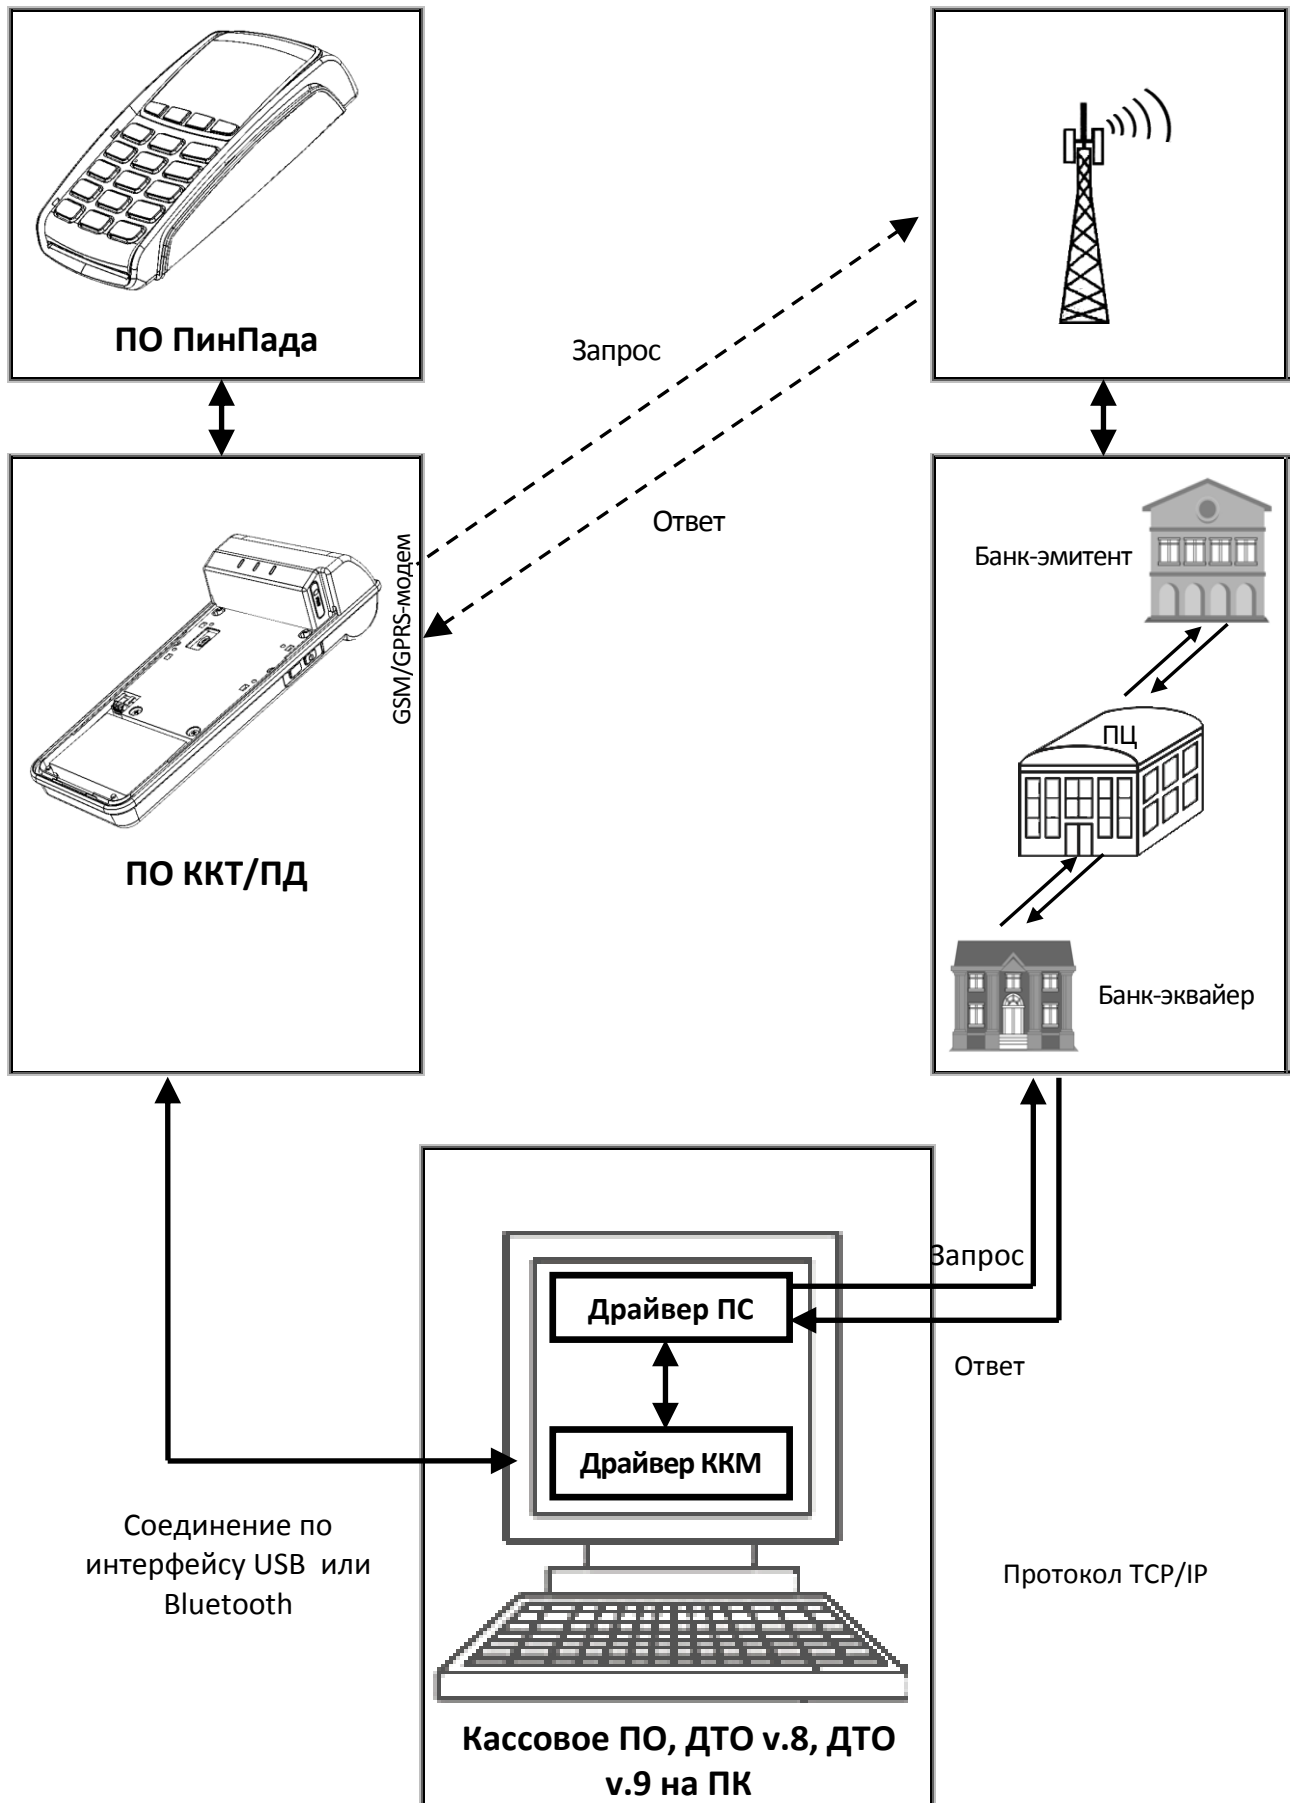 ПО ПинПада
Запрос
Ответ
GSM/GPRS-модем
Банк-эмитент
ПЦ
ПО ККТ/ПД
Банк-эквайер
Запрос
Драйвер ПС
Ответ
Драйвер ККМ
Соединение по
интерфейсу USB или
Bluetooth
Протокол TCP/IP
Кассовое ПО, ДТО v.8, ДТО
v.9 на ПК